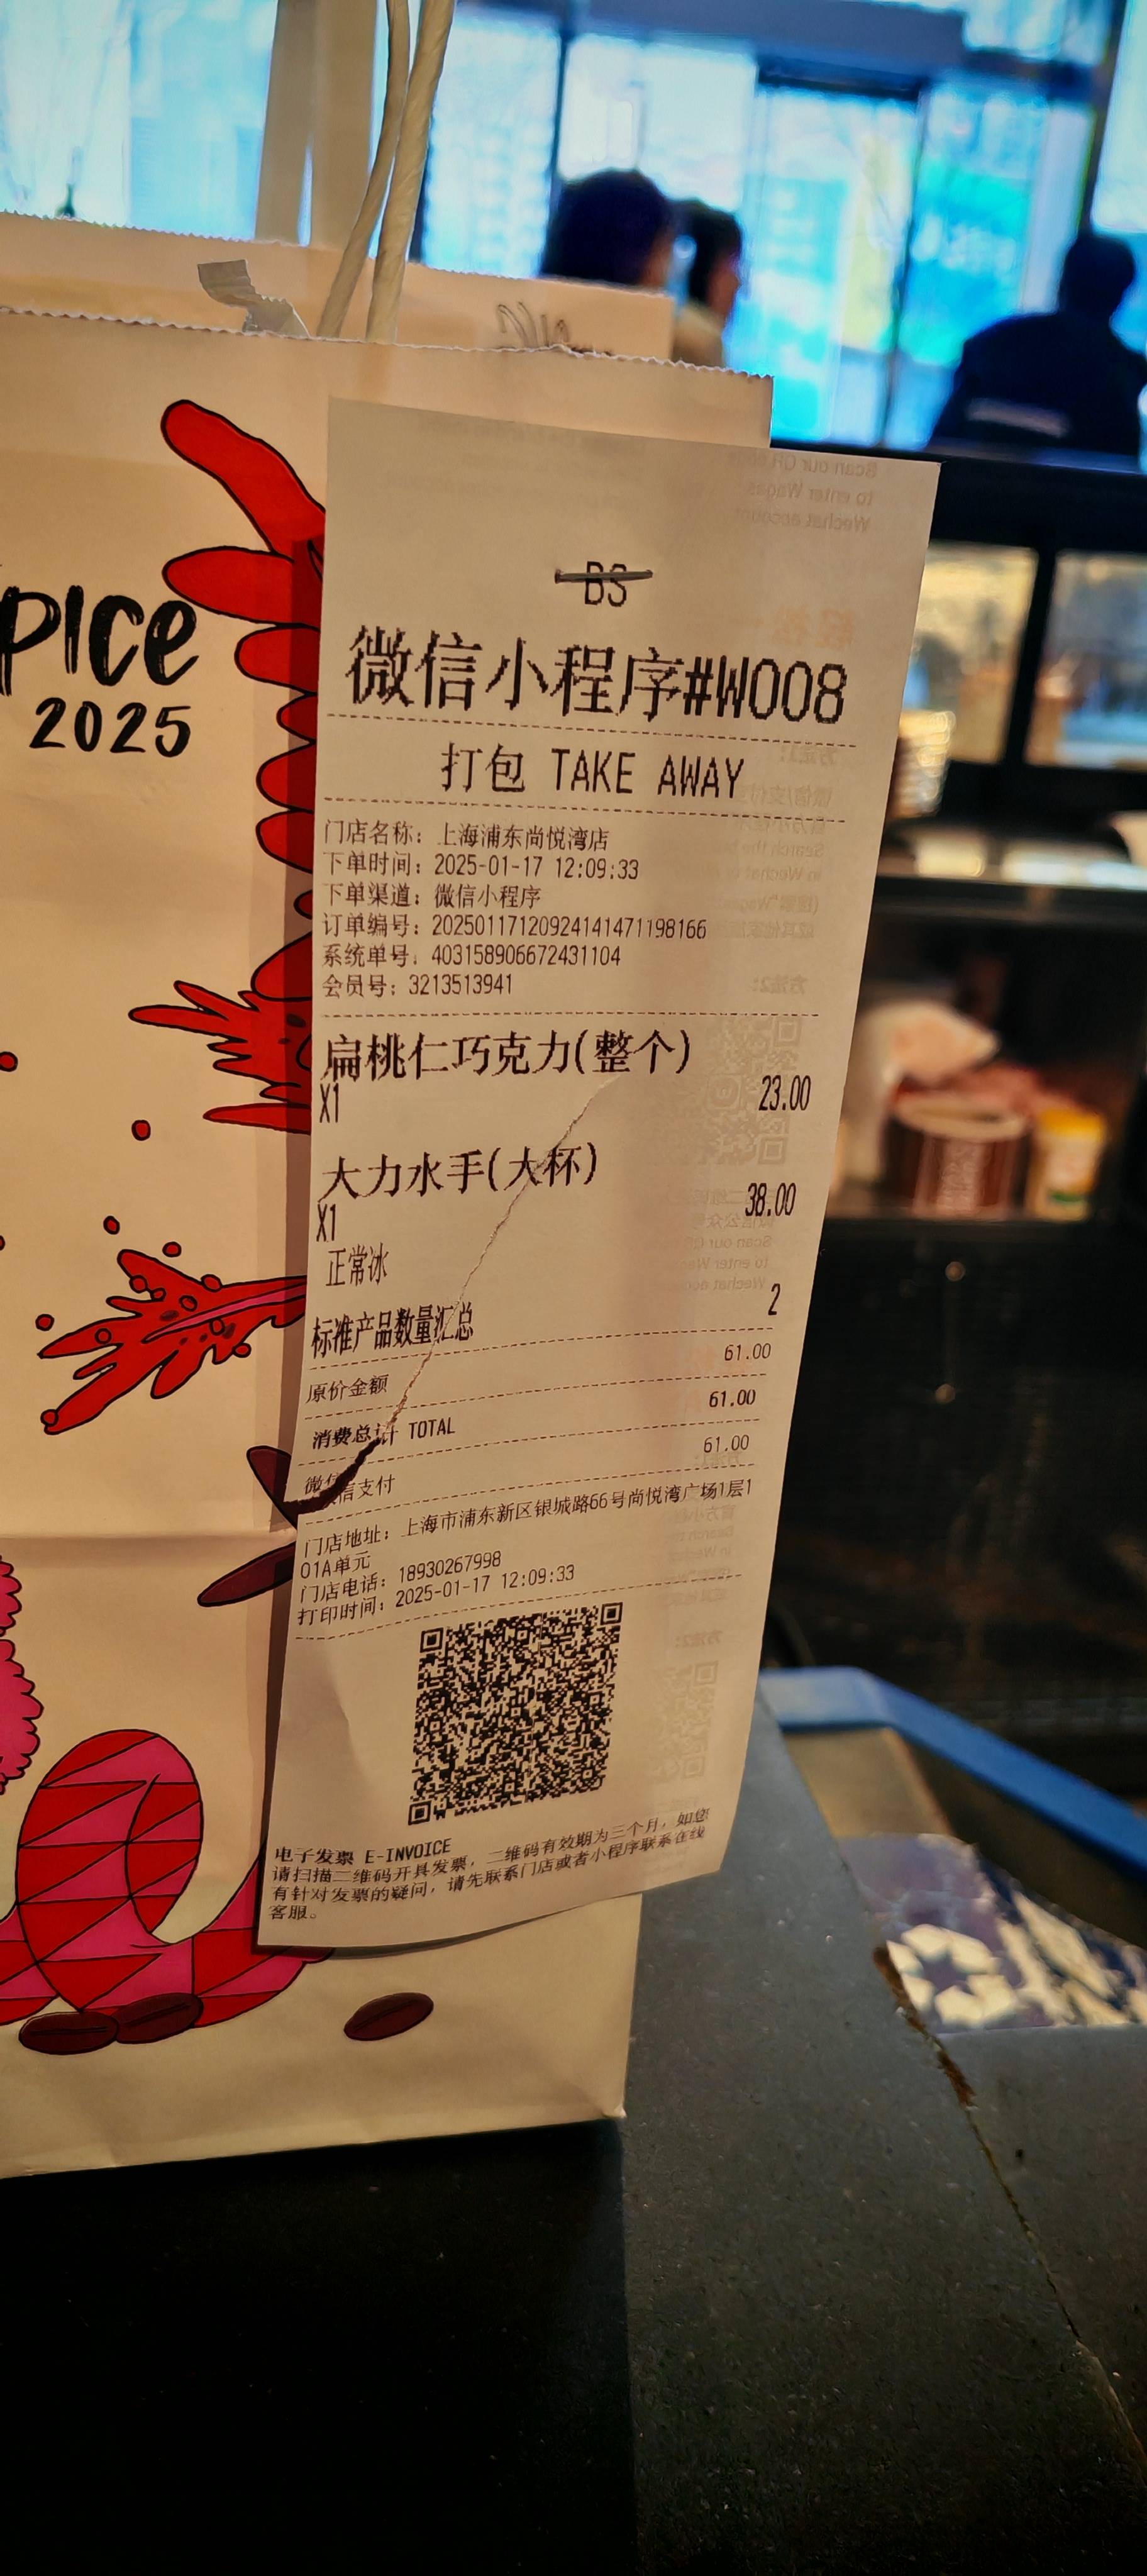 pice
2025
BS
微信小程序#W008
打包 TAKE AWAY
门店名称: 上海浦东尚悦湾店
下单时间: 2025-01-17 12:09:33
下单渠道: 微信小程序
订单编号: 2025011712092414147119​8166
系统单号: 4031589066672431104
会员号: 3213513941
扁桃仁巧克力(整个)
X1 23.00
大力水手(大杯)
X1 38.00
正常冰
标准产品数量汇总 2
原价金额 61.00
消费总计 TOTAL 61.00
微信支付 61.00
门店地址: 上海市浦东新区银城路66号尚悦湾广场1层1
01A单元
门店电话: 18930267998
打印时间: 2025-01-17 12:09:33
电子发票 E-INVOICE
请扫描二维码开具发票, 二维码有效期为三个月, 如您
有针对发票的疑问, 请先联系门店或者小程序联系在线
客服。